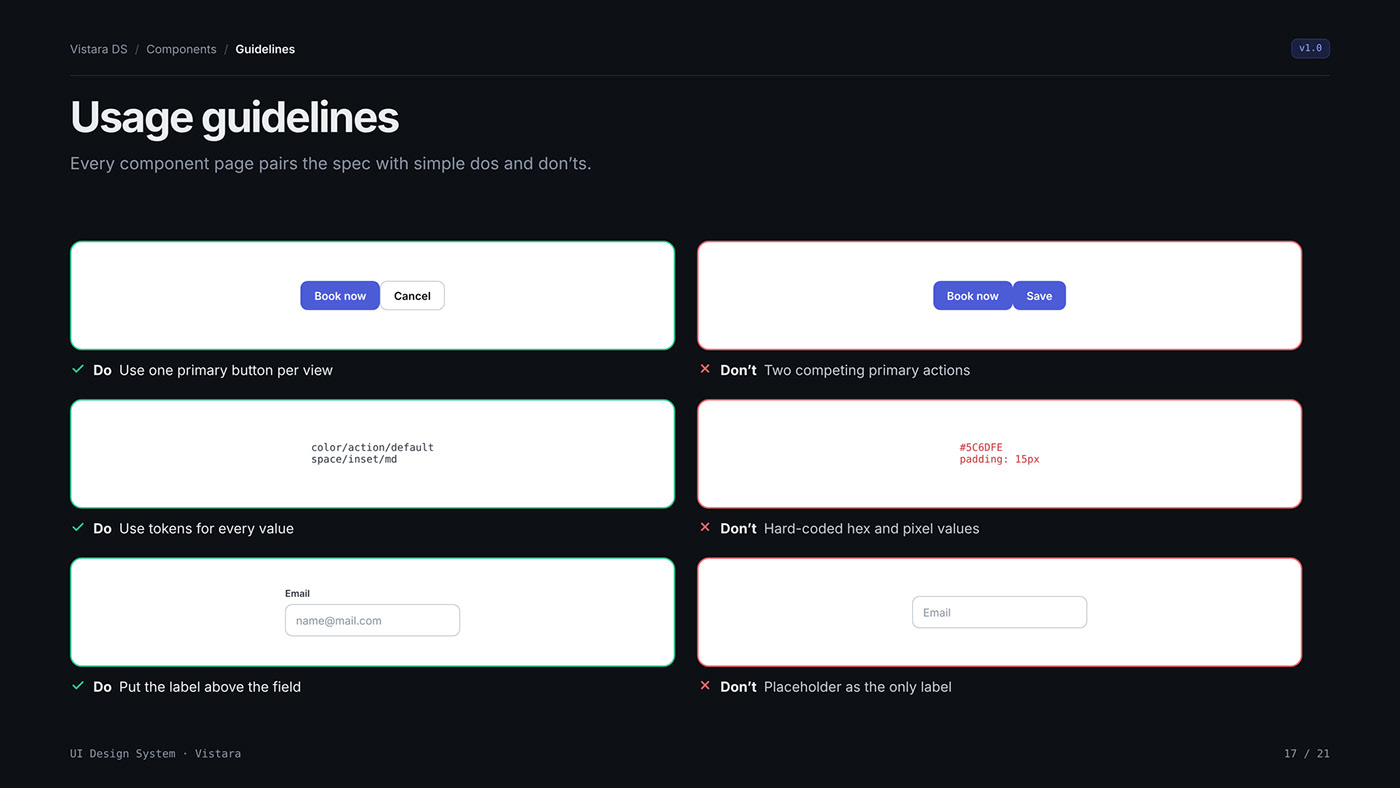 Vistara DS / Components / Guidelines
v1.0
Usage guidelines
Every component page pairs the spec with simple dos and don’ts.
Book now Cancel
Book now Save
Do Use one primary button per view
Don’t Two competing primary actions
color/action/default
space/inset/md
#5C6DFE
padding: 15px
Do Use tokens for every value
Don’t Hard-coded hex and pixel values
Email
name@mail.com
Email
Do Put the label above the field
Don’t Placeholder as the only label
UI Design System · Vistara
17 / 21